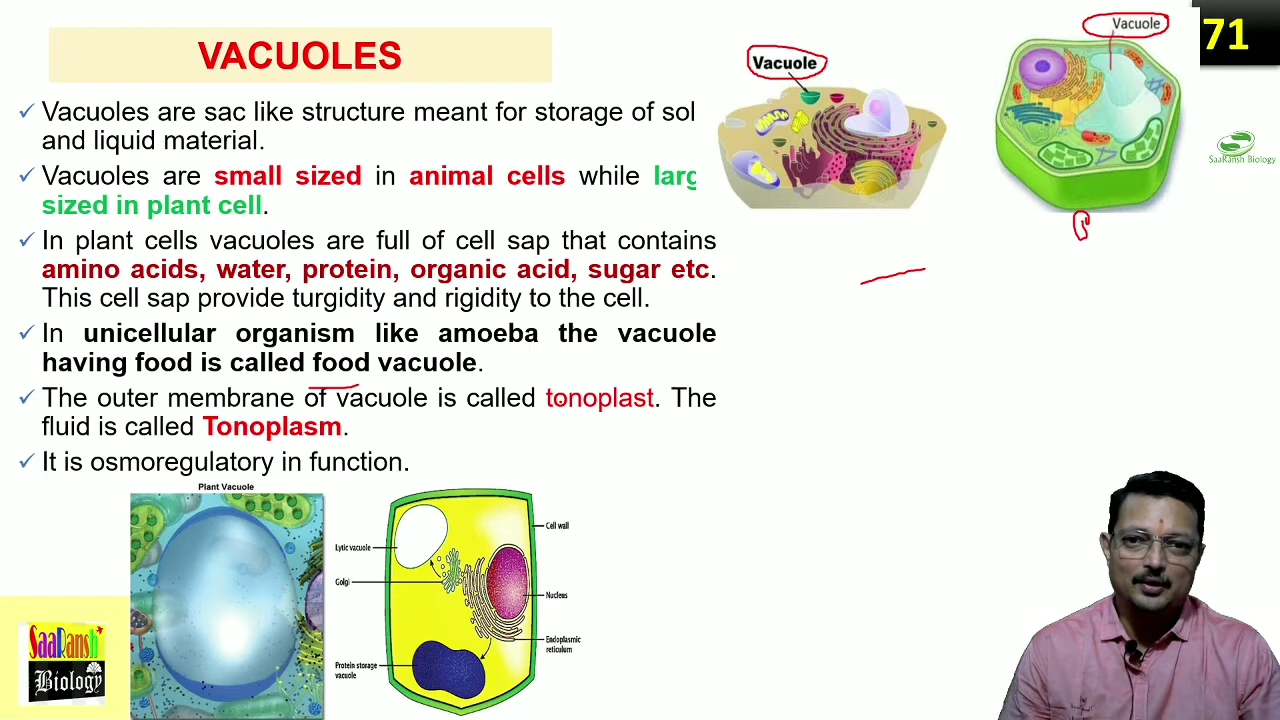 VACUOLES
Vacuole
Vacuole
71
SaaRansh Biology
✓ Vacuoles are sac like structure meant for storage of sol
and liquid material.
✓ Vacuoles are small sized in animal cells while larg
sized in plant cell.
✓ In plant cells vacuoles are full of cell sap that contains
amino acids, water, protein, organic acid, sugar etc.
This cell sap provide turgidity and rigidity to the cell.
✓ In unicellular organism like amoeba the vacuole
having food is called food vacuole.
✓ The outer membrane of vacuole is called tonoplast. The
fluid is called Tonoplasm.
✓ It is osmoregulatory in function.
Plant Vacuole
Lytic vacuole
Golgi
Protein storage
vacuole
Cell wall
Nucleus
Endoplasmic
reticulum
SaaRansh
Biology